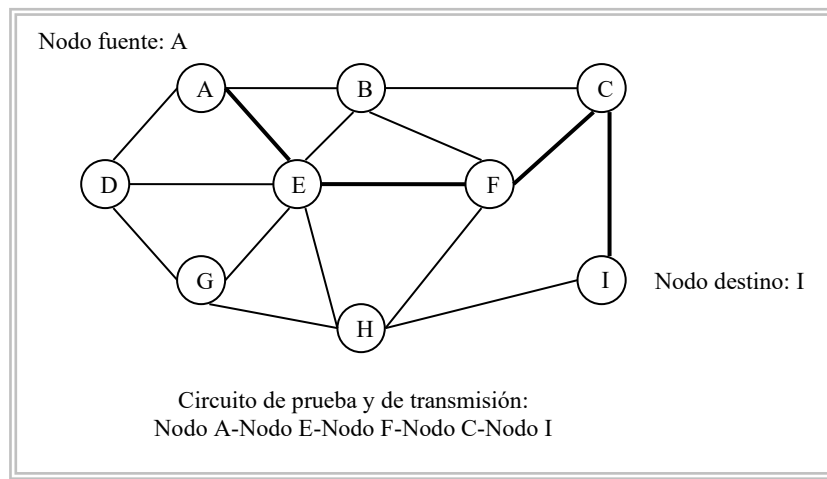 Nodo fuente: A
A
B
C
D
E
F
G
I
Nodo destino: I
H
Circuito de prueba y de transmisión:
Nodo A-Nodo E-Nodo F-Nodo C-Nodo I